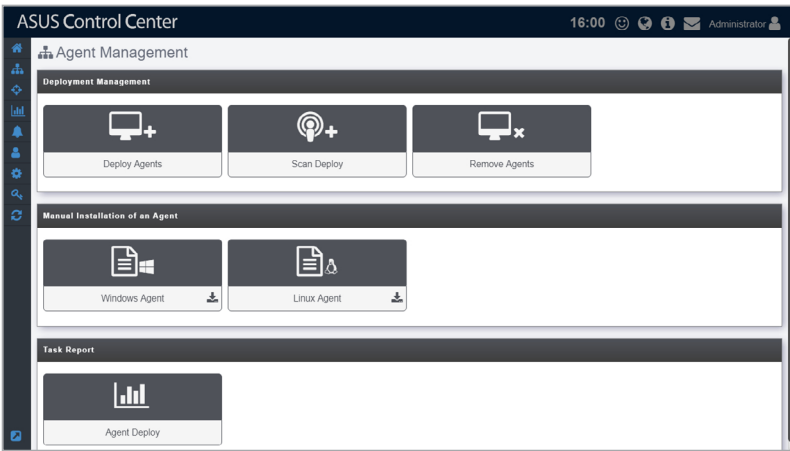 ASUS Control Center
16:00 Administrator
Agent Management
Deployment Management
Deploy Agents
Scan Deploy
Remove Agents
Manual Installation of an Agent
Windows Agent
Linux Agent
Task Report
Agent Deploy